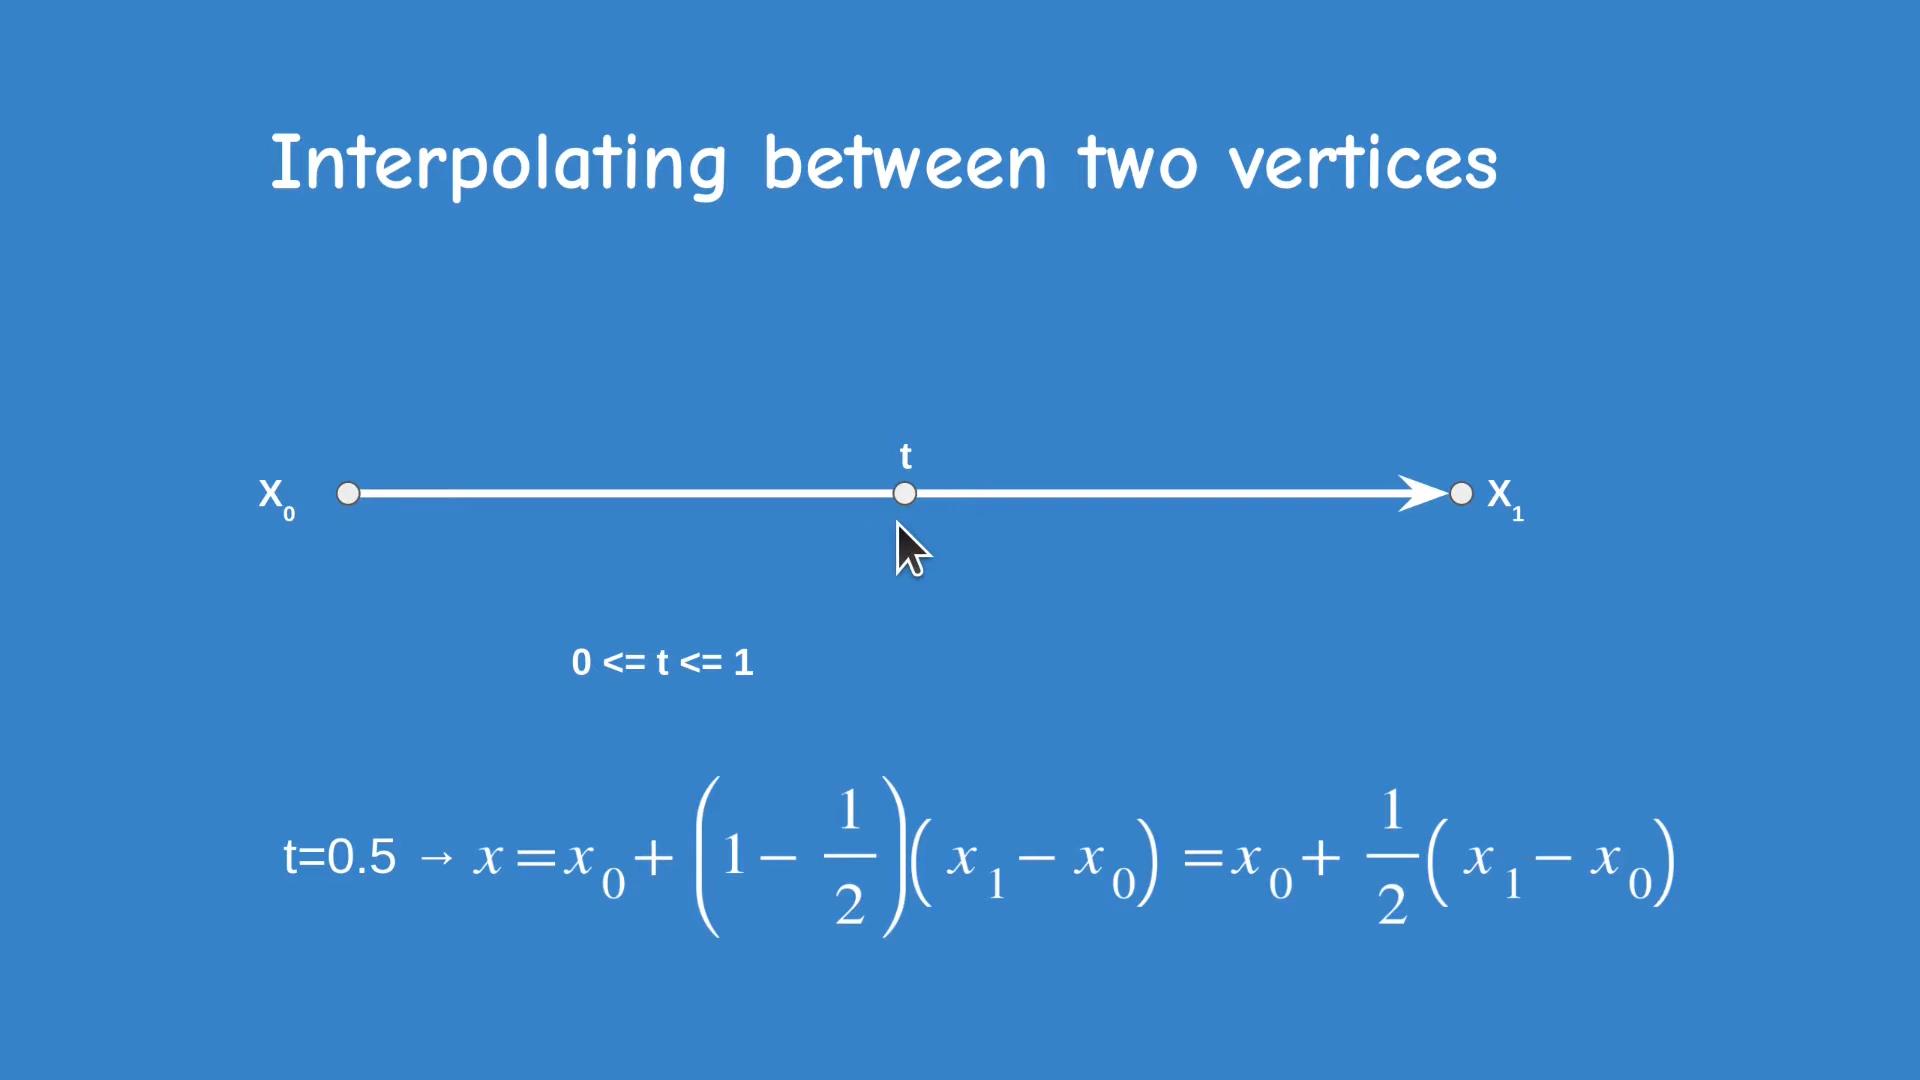 Interpolating between two vertices
t
X₀ X₁
0 <= t <= 1
t=0.5 → x = x₀ + (1 − 1/2)(x₁ − x₀) = x₀ + 1/2(x₁ − x₀)